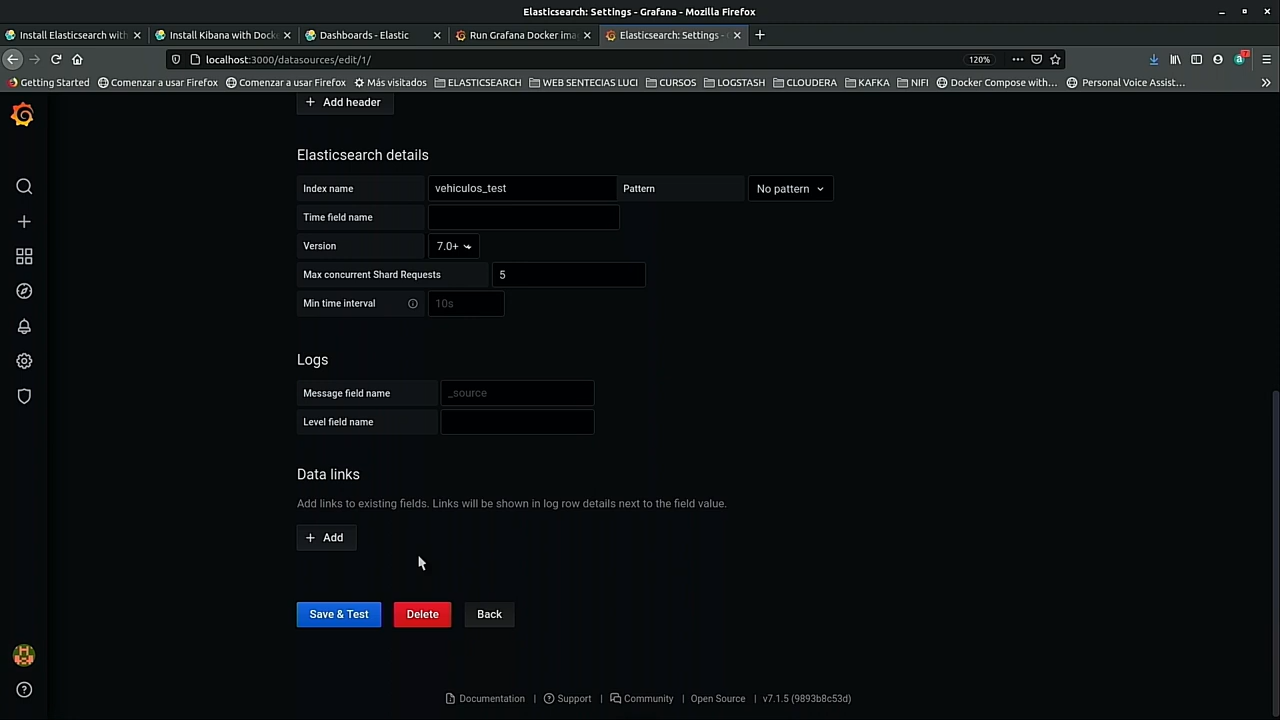 Elasticsearch: Settings - Grafana - Mozilla Firefox
Install Elasticsearch with
Install Kibana with Dock
Dashboards - Elastic
Run Grafana Docker ima
Elasticsearch: Settings -
localhost:3000/datasources/edit/1/
120%
Getting Started
Comenzar a usar Firefox
Comenzar a usar Firefox
Más visitados
ELASTICSEARCH
WEB SENTECIAS LUCI
CURSOS
LOGSTASH
CLOUDERA
KAFKA
NIFI
Docker Compose with…
Personal Voice Assist…
+ Add header
Elasticsearch details
Index name vehiculos_test Pattern No pattern
Time field name
Version 7.0+
Max concurrent Shard Requests 5
Min time interval 10s
Logs
Message field name _source
Level field name
Data links
Add links to existing fields. Links will be shown in log row details next to the field value.
+ Add
Save & Test Delete Back
Documentation | Support | Community | Open Source | v7.1.5 (9893b8c53d)